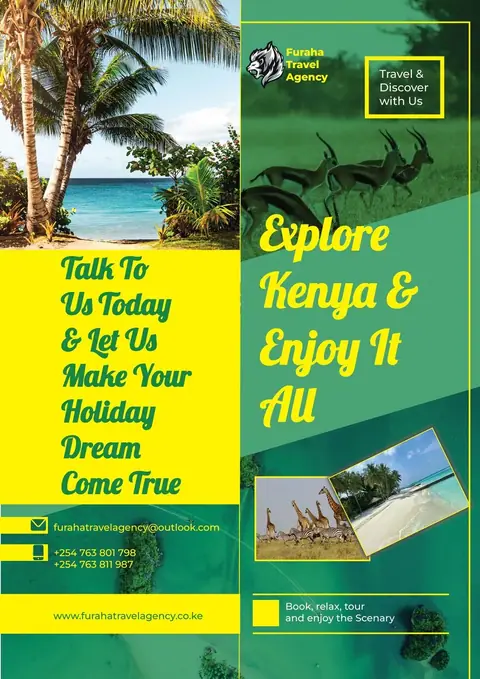 Talk To
Us Today
& Let Us
Make Your
Holiday
Dream
Come True
furahatravelagency@outlook.com
+254 763 801 798
+254 763 811 987
www.furahatravelagency.co.ke
Furaha
Travel
Agency
Travel &
Discover
with Us
Explore
Kenya &
Enjoy It
All
Book, relax, tour
and enjoy the Scenary